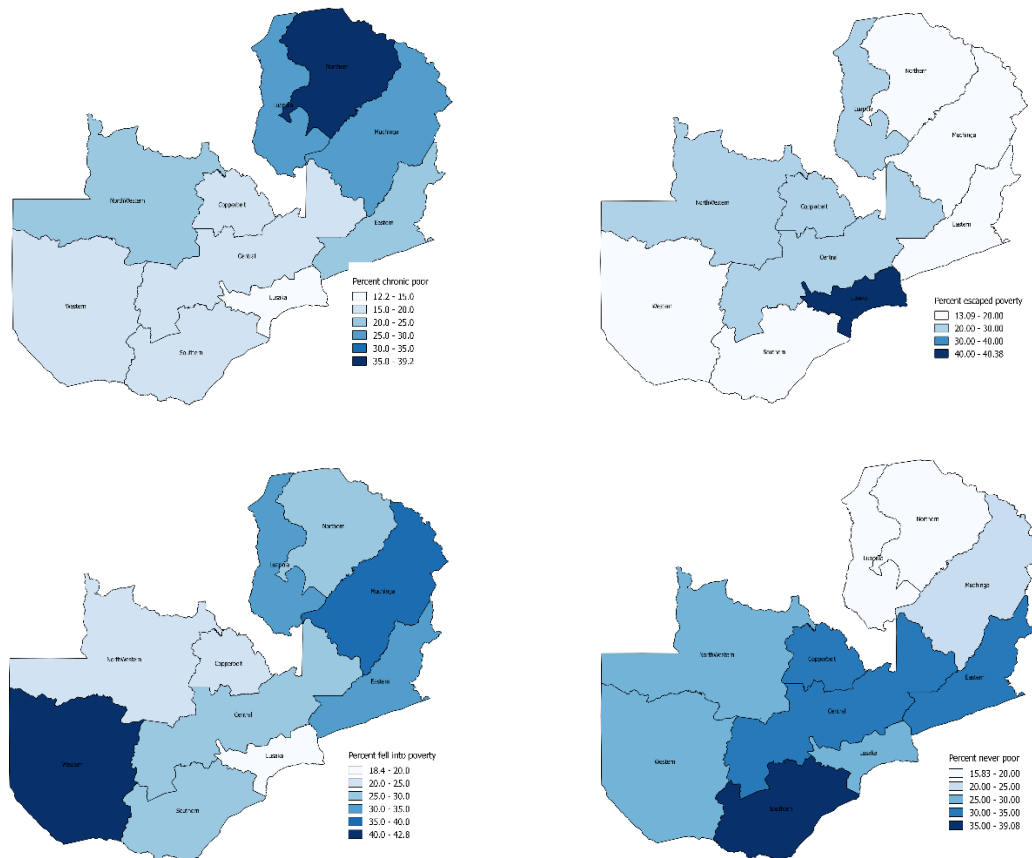 Northern
Luapula
Muchinga
NorthWestern
Copperbelt
Eastern
Central
Western
Lusaka
Southern
Percent chronic poor
12.2 - 15.0
15.0 - 20.0
20.0 - 25.0
25.0 - 30.0
30.0 - 35.0
35.0 - 39.2
Northern
Luapula
Muchinga
NorthWestern
Copperbelt
Eastern
Central
Western
Lusaka
Southern
Percent escaped poverty
13.09 - 20.00
20.00 - 30.00
30.00 - 40.00
40.00 - 40.38
Northern
Luapula
Muchinga
NorthWestern
Copperbelt
Eastern
Central
Western
Lusaka
Southern
Percent fell into poverty
18.4 - 20.0
20.0 - 25.0
25.0 - 30.0
30.0 - 35.0
35.0 - 40.0
40.0 - 42.8
Northern
Luapula
Muchinga
NorthWestern
Copperbelt
Eastern
Central
Western
Lusaka
Southern
Percent never poor
15.83 - 20.00
20.00 - 25.00
25.00 - 30.00
30.00 - 35.00
35.00 - 39.08